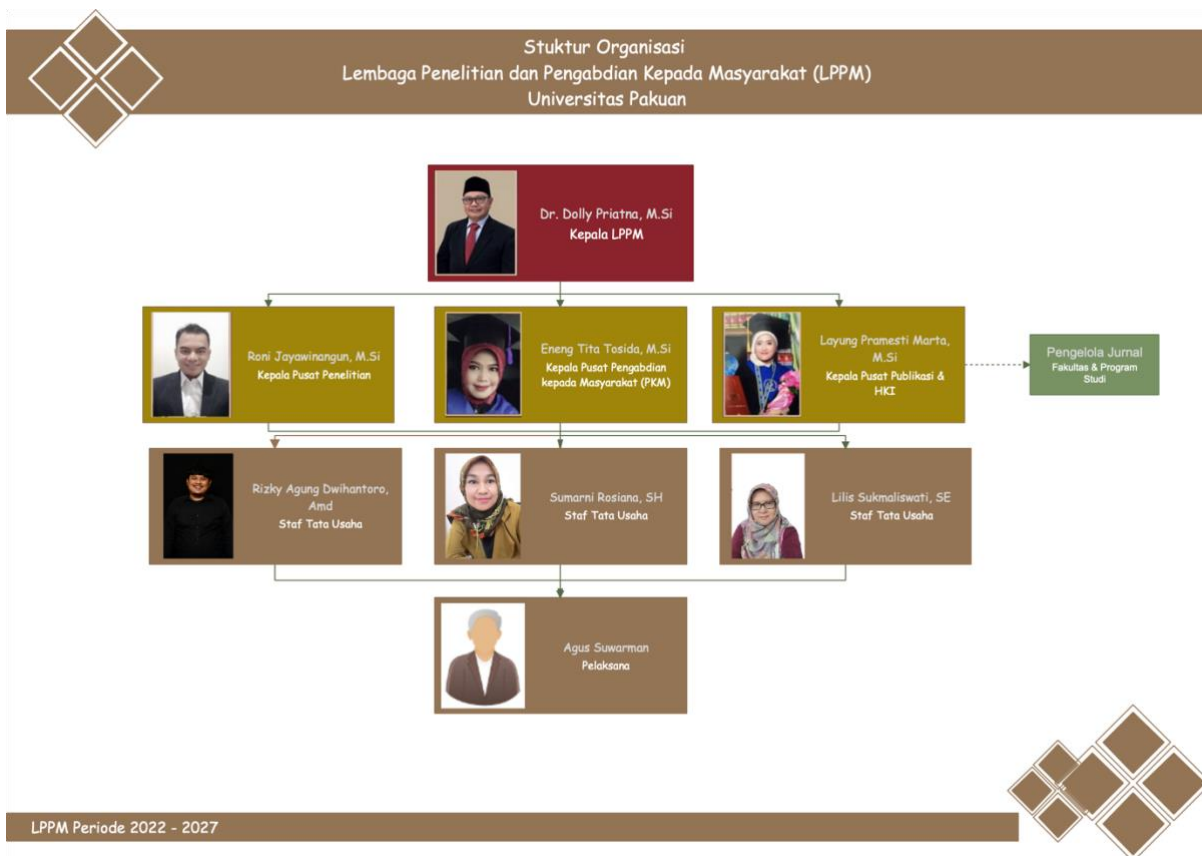 Stuktur Organisasi
Lembaga Penelitian dan Pengabdian Kepada Masyarakat (LPPM)
Universitas Pakuan
Dr. Dolly Priatna, M.Si
Kepala LPPM
Roni Jayawinangun, M.Si
Kepala Pusat Penelitian
Eneng Tita Tosida, M.Si
Kepala Pusat Pengabdian
kepada Masyarakat (PKM)
Layung Pramesti Marta,
M.Si
Kepala Pusat Publikasi &
HKI
Pengelola Jurnal
Fakultas & Program
Studi
Rizky Agung Dwihantoro,
Amd
Staf Tata Usaha
Sumarni Rosiana, SH
Staf Tata Usaha
Lilis Sukmaliswati, SE
Staf Tata Usaha
Agus Suwarman
Pelaksana
LPPM Periode 2022 - 2027